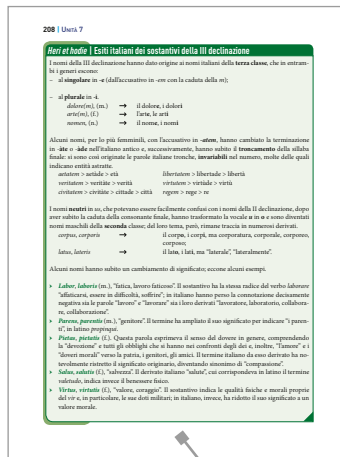 208 | UNITÀ 7
Heri et hodie | Esiti italiani dei sostantivi della III declinazione
I nomi della III declinazione hanno dato origine ai nomi italiani della terza classe, che in entram-
bi i generi escono:
– al singolare in -e (dall'accusativo in -em con la caduta della m);
– al plurale in -i.
dolore(m), (m.) → il dolore, i dolori
arte(m), (f.) → l'arte, le arti
nomen, (n.) → il nome, i nomi
Alcuni nomi, per lo più femminili, con l'accusativo in -atem, hanno cambiato la terminazione
in -àte o -àde nell'italiano antico e, successivamente, hanno subito il troncamento della sillaba
finale: si sono così originate le parole italiane tronche, invariabili nel numero, molte delle quali
indicano entità astratte.
aetatem > aetàde > età libertatem > libertade > libertà
veritatem > veritàte > verità virtutem > virtùde > virtù
civitatem > civitàte > cittade > città regem > rege > re
I nomi neutri in us, che potevano essere facilmente confusi con i nomi della II declinazione, dopo
aver subito la caduta della consonante finale, hanno trasformato la vocale u in o e sono diventati
nomi maschili della seconda classe; del loro tema, però, rimane traccia in numerosi derivati.
corpus, corporis → il corpo, i corpi, ma corporatura, corporale, corporeo,
corposo;
latus, lateris → il lato, i lati, ma "laterale", "lateralmente".
Alcuni nomi hanno subito un cambiamento di significato; eccone alcuni esempi.
▸ Labor, laboris (m.), "fatica, lavoro faticoso". Il sostantivo ha la stessa radice del verbo laborare
"affaticarsi, essere in difficoltà, soffrire"; in italiano hanno perso la connotazione decisamente
negativa sia le parole "lavoro" e "lavorare" sia i loro derivati "lavoratore, laboratorio, collabora-
re, collaborazione".
▸ Parens, parentis (m.), "genitore". Il termine ha ampliato il suo significato per indicare "i paren-
ti", in latino propinqui.
▸ Pietas, pietatis (f.). Questa parola esprimeva il senso del dovere in genere, comprendendo
la "devozione" e tutti gli obblighi che si hanno nei confronti degli dei e, inoltre, "l'amore" e i
"doveri morali" verso la patria, i genitori, gli amici. Il termine italiano da esso derivato ha no-
tevolmente ristretto il significato originario, diventando sinonimo di "compassione".
▸ Salus, salutis (f.), "salvezza". Il derivato italiano "salute", cui corrispondeva in latino il termine
valetudo, indica invece il benessere fisico.
▸ Virtus, virtutis (f.), "valore, coraggio". Il sostantivo indica le qualità fisiche e morali proprie
del vir e, in particolare, le sue doti militari; in italiano, invece, ha ridotto il suo significato a un
valore morale.